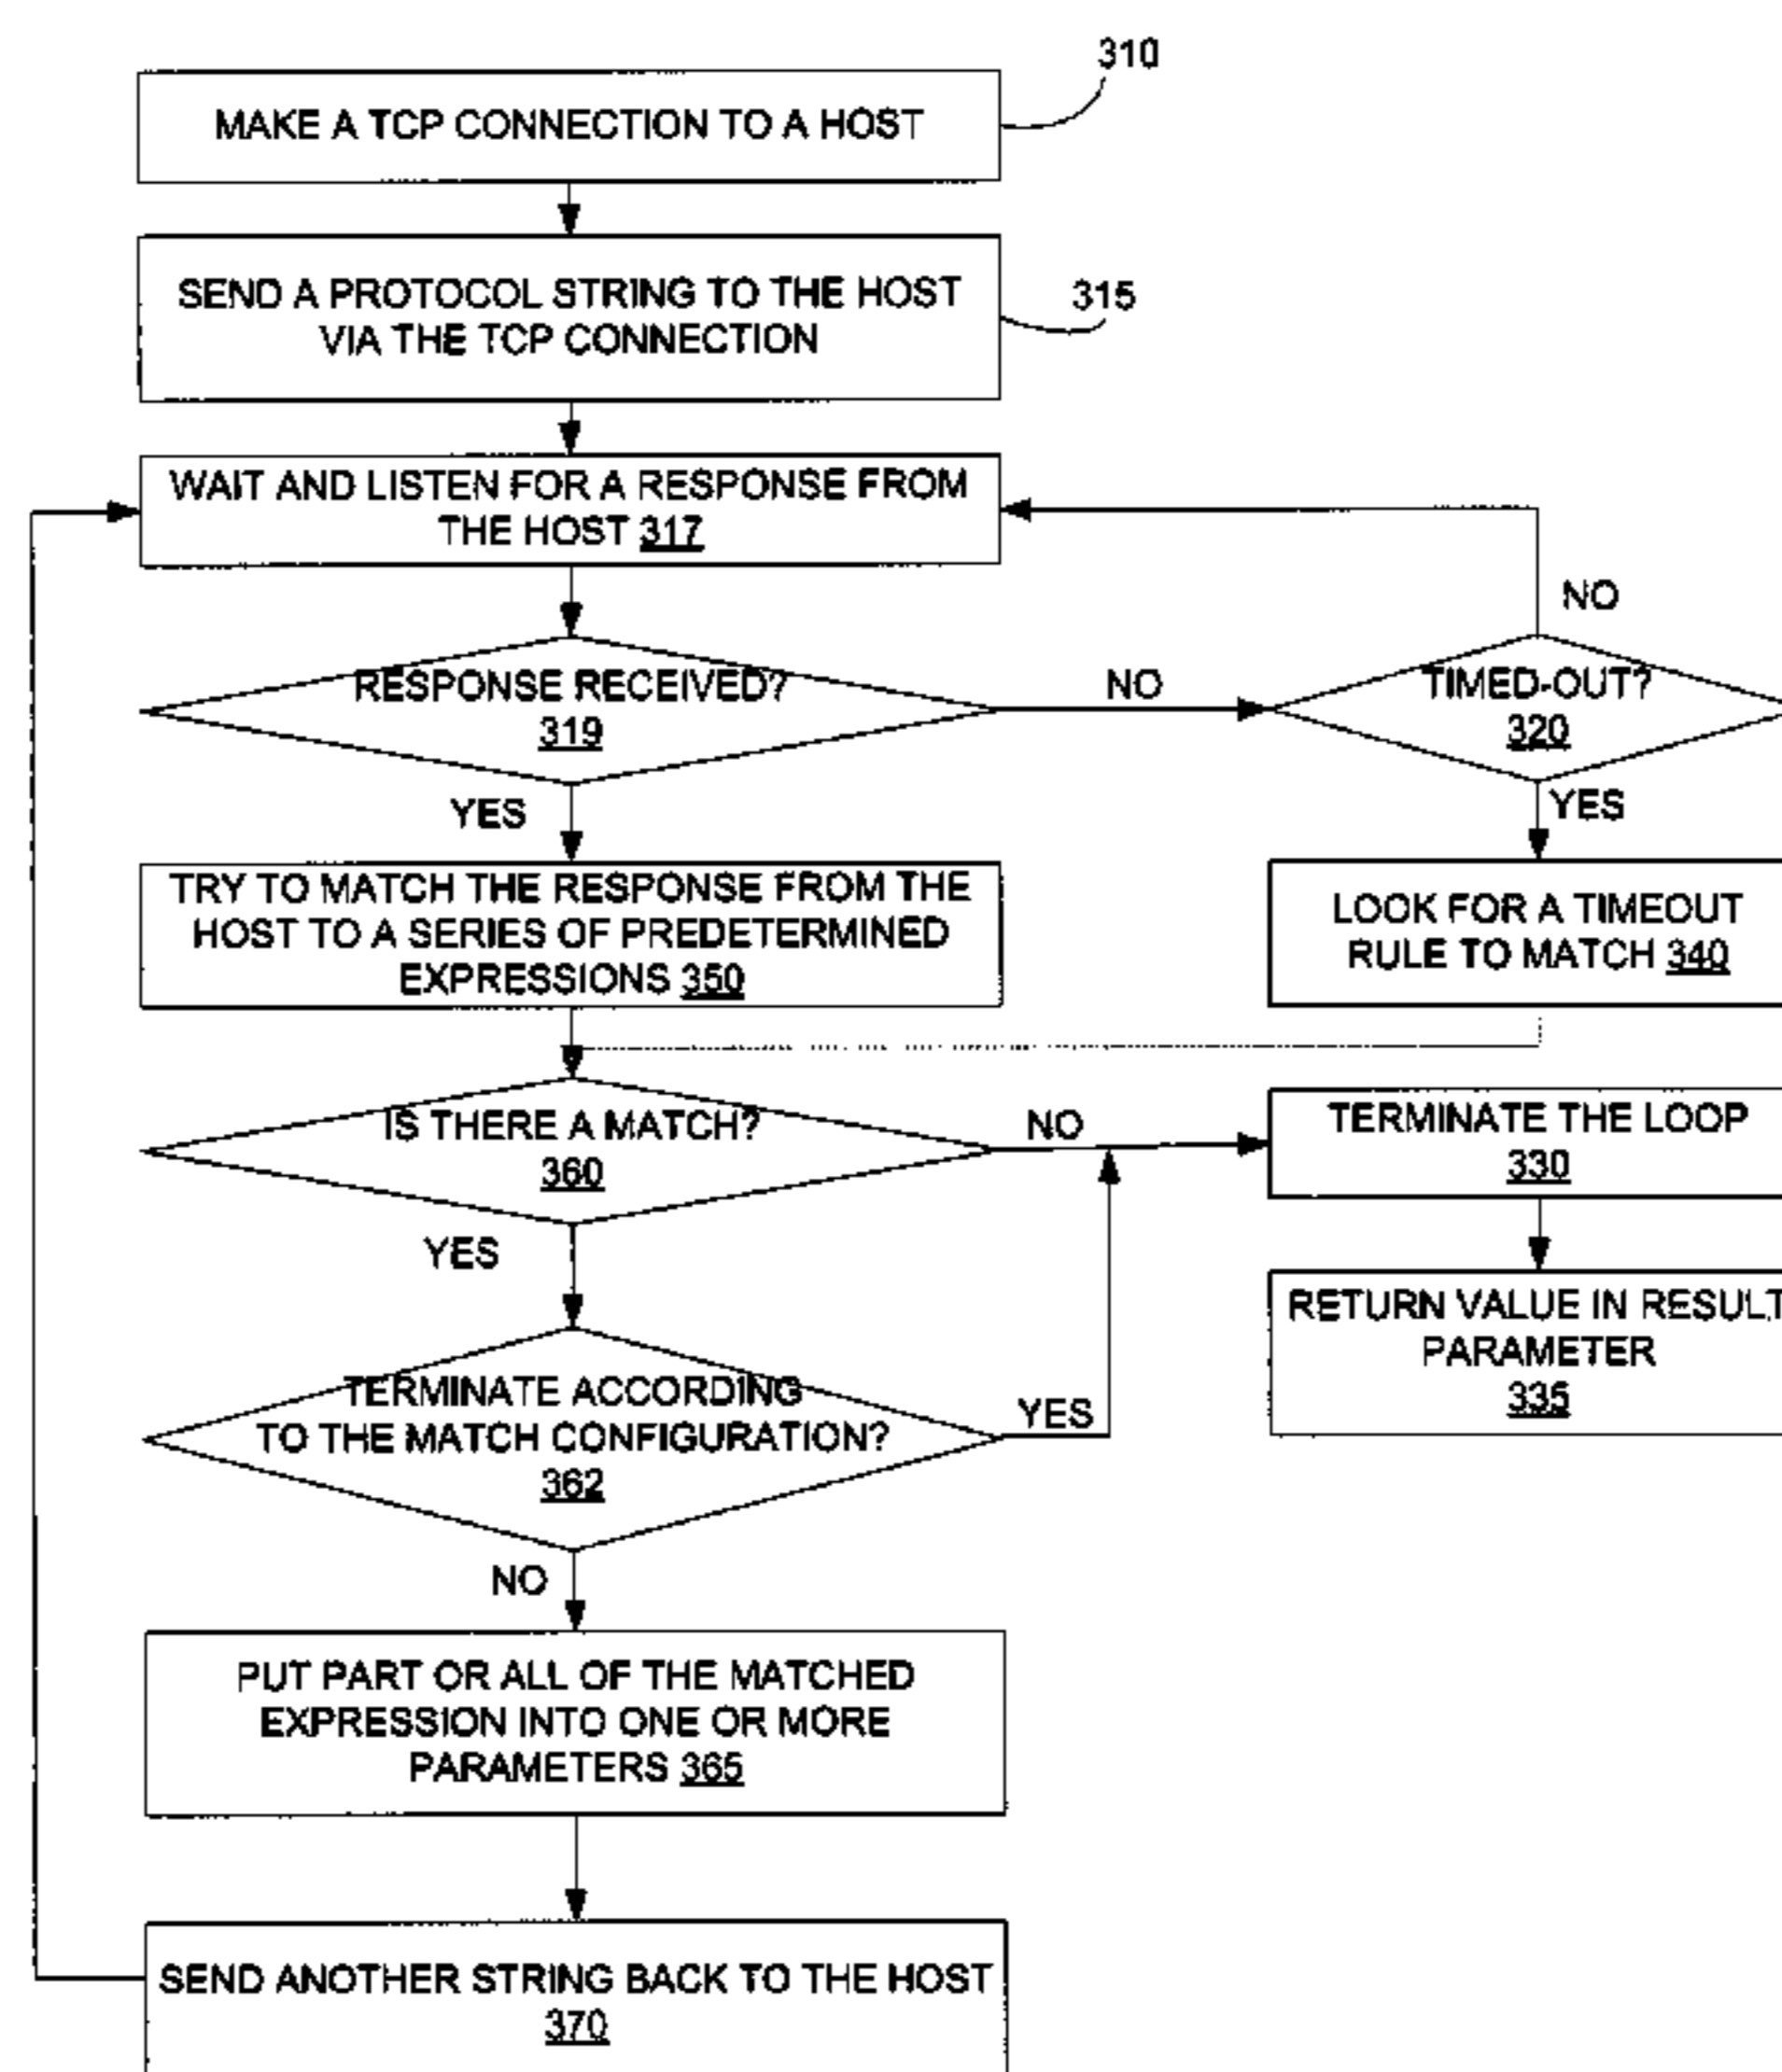 310
MAKE A TCP CONNECTION TO A HOST
SEND A PROTOCOL STRING TO THE HOST
VIA THE TCP CONNECTION
315
WAIT AND LISTEN FOR A RESPONSE FROM
THE HOST 317
NO
RESPONSE RECEIVED?
319
NO
TIMED-OUT?
320
YES
YES
TRY TO MATCH THE RESPONSE FROM THE
HOST TO A SERIES OF PREDETERMINED
EXPRESSIONS 350
LOOK FOR A TIMEOUT
RULE TO MATCH 340
IS THERE A MATCH?
360
NO
TERMINATE THE LOOP
330
YES
RETURN VALUE IN RESULT
PARAMETER
335
TERMINATE ACCORDING
TO THE MATCH CONFIGURATION?
362
YES
NO
PUT PART OR ALL OF THE MATCHED
EXPRESSION INTO ONE OR MORE
PARAMETERS 365
SEND ANOTHER STRING BACK TO THE HOST
370